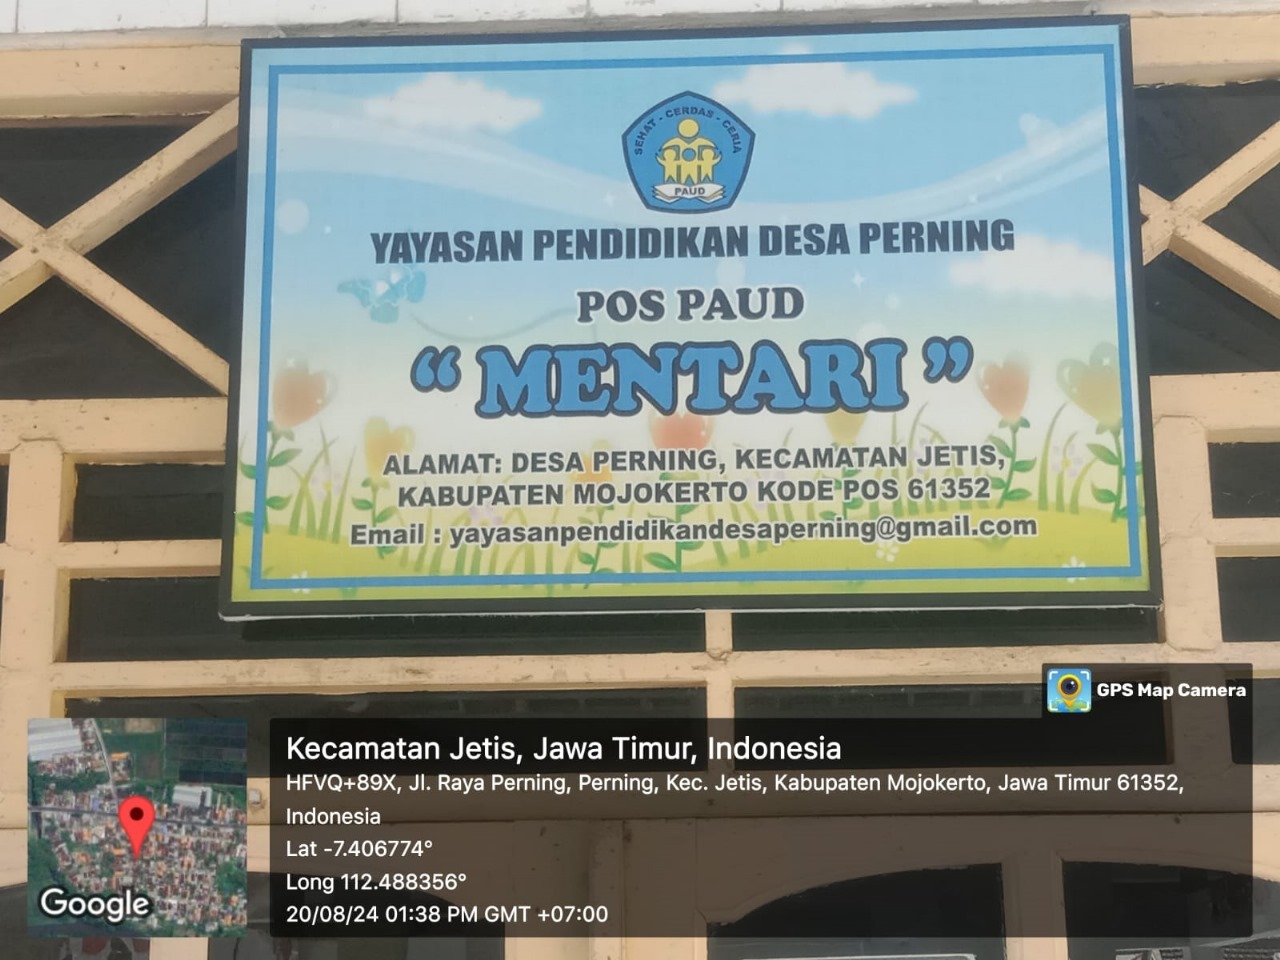 SEHAT - CERDAS - CERIA
PAUD
YAYASAN PENDIDIKAN DESA PERNING
POS PAUD
“ MENTARI ”
ALAMAT: DESA PERNING, KECAMATAN JETIS,
KABUPATEN MOJOKERTO KODE POS 61352
Email : yayasanpendidikandesaperning@gmail.com
GPS Map Camera
Kecamatan Jetis, Jawa Timur, Indonesia
HFVQ+89X, Jl. Raya Perning, Perning, Kec. Jetis, Kabupaten Mojokerto, Jawa Timur 61352,
Indonesia
Lat -7.406774°
Long 112.488356°
20/08/24 01:38 PM GMT +07:00
Google